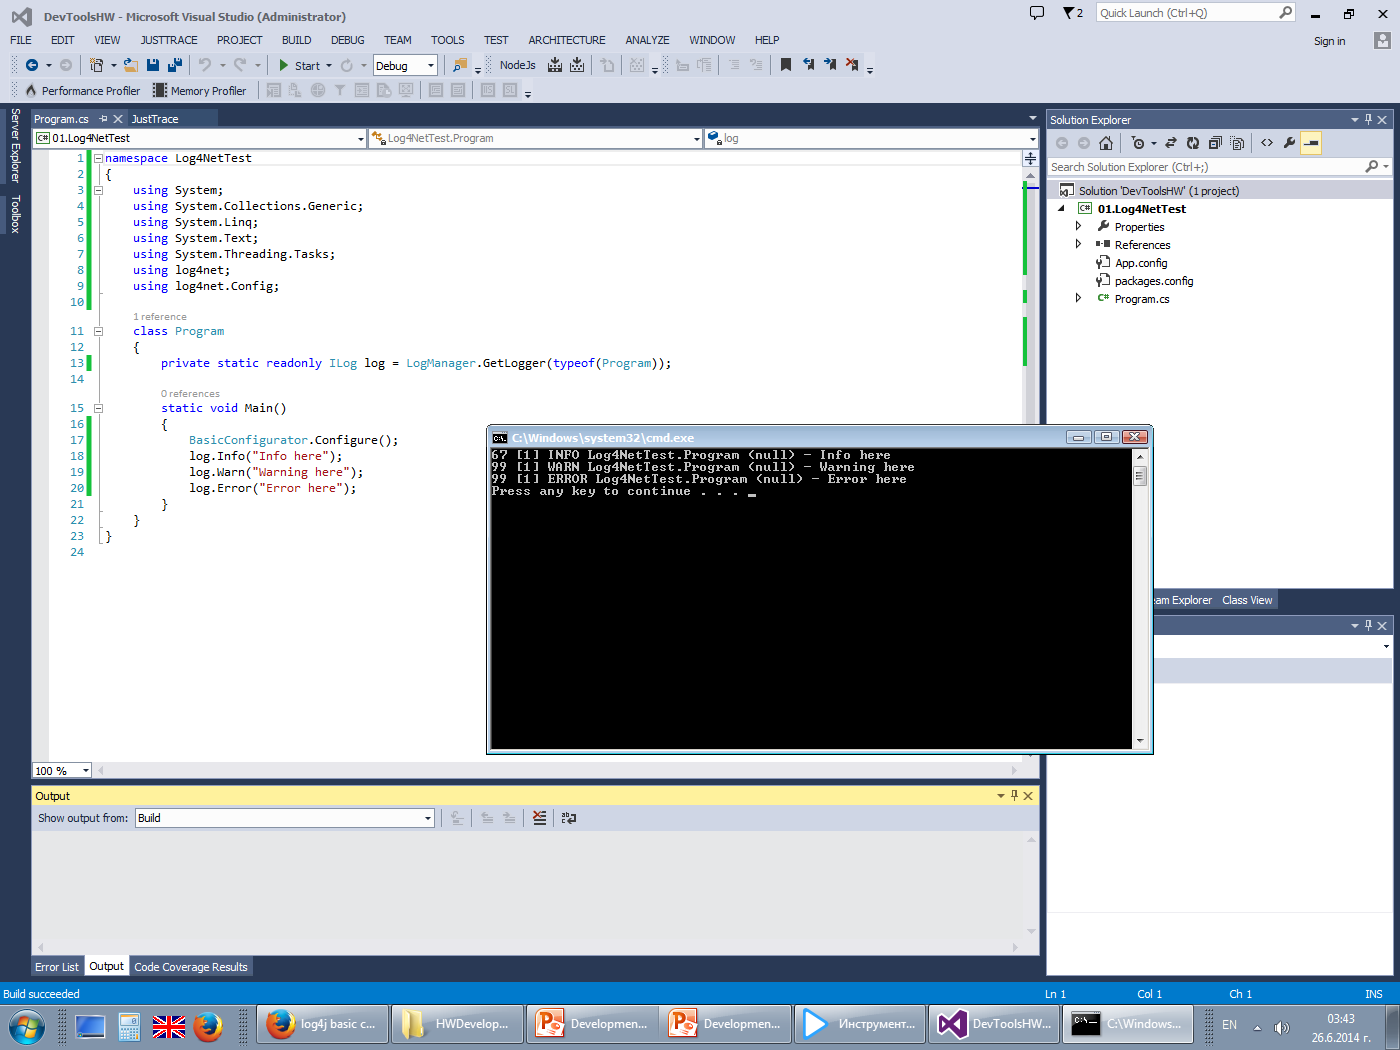 DevToolsHW - Microsoft Visual Studio (Administrator)
2
Quick Launch (Ctrl+Q)
FILE EDIT VIEW JUSTTRACE PROJECT BUILD DEBUG TEAM TOOLS TEST ARCHITECTURE ANALYZE WINDOW HELP
Sign in
Start Debug NodeJs
Performance Profiler Memory Profiler
Server Explorer
Toolbox
Program.cs JustTrace
01.Log4NetTest Log4NetTest.Program log
1 namespace Log4NetTest
2 {
3 using System;
4 using System.Collections.Generic;
5 using System.Linq;
6 using System.Text;
7 using System.Threading.Tasks;
8 using log4net;
9 using log4net.Config;
10
1 reference
11 class Program
12 {
13 private static readonly ILog log = LogManager.GetLogger(typeof(Program));
14
0 references
15 static void Main()
16 {
17 BasicConfigurator.Configure();
18 log.Info("Info here");
19 log.Warn("Warning here");
20 log.Error("Error here");
21 }
22 }
23 }
24
100 %
C:\Windows\system32\cmd.exe
67 [1] INFO Log4NetTest.Program (null) - Info here
99 [1] WARN Log4NetTest.Program (null) - Warning here
99 [1] ERROR Log4NetTest.Program (null) - Error here
Press any key to continue . . .
Solution Explorer
Search Solution Explorer (Ctrl+;)
Solution 'DevToolsHW' (1 project)
01.Log4NetTest
Properties
References
App.config
packages.config
Program.cs
eam Explorer Class View
Output
Show output from: Build
Error List Output Code Coverage Results
Build succeeded
Ln 1 Col 1 Ch 1 INS
log4j basic c... HWDevelop... Developmen... Developmen... Инструмент... DevToolsHW... C:\Windows...
EN
03:43
26.6.2014 г.